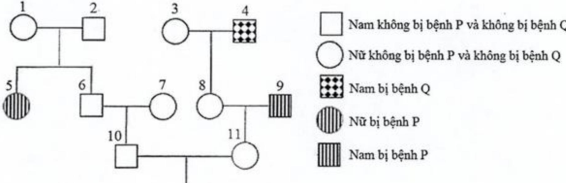 1 2 3 4
Nam không bị bệnh P và không bị bệnh Q
Nữ không bị bệnh P và không bị bệnh Q
5 6 7 8 9
Nam bị bệnh Q
Nữ bị bệnh P
10 11
Nam bị bệnh P